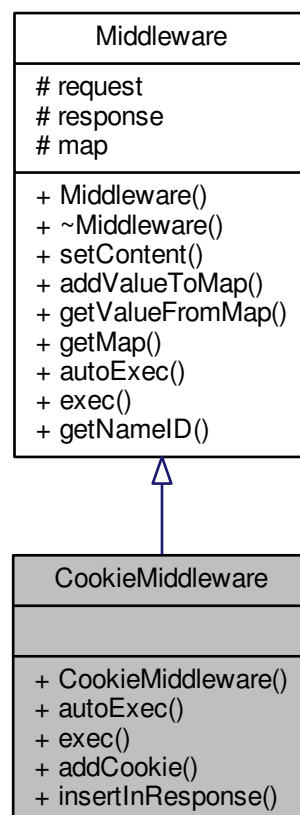 Middleware
# request
# response
# map
+ Middleware()
+ ~Middleware()
+ setContent()
+ addValueToMap()
+ getValueFromMap()
+ getMap()
+ autoExec()
+ exec()
+ getNameID()
CookieMiddleware
+ CookieMiddleware()
+ autoExec()
+ exec()
+ addCookie()
+ insertInResponse()